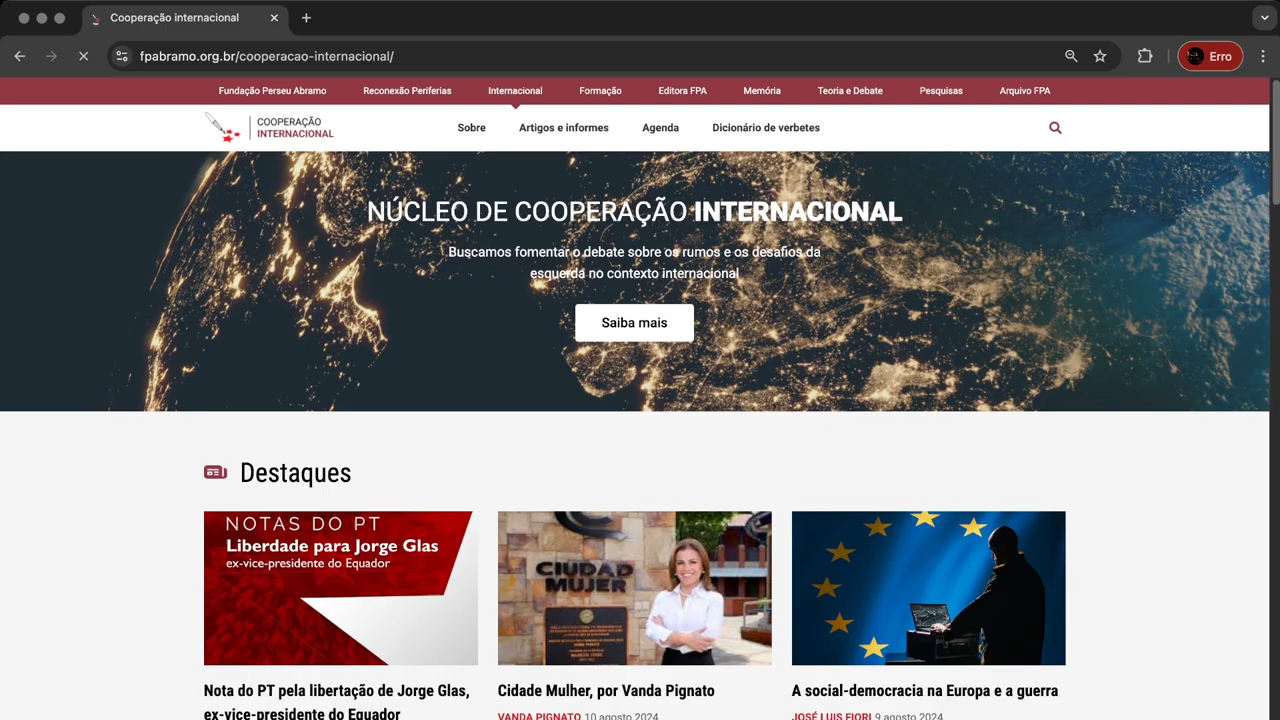 Cooperação internacional
fpabramo.org.br/cooperacao-internacional/
Erro
Fundação Perseu Abramo Reconexão Periferias Internacional Formação Editora FPA Memória Teoria e Debate Pesquisas Arquivo FPA
COOPERAÇÃO
INTERNACIONAL
Sobre Artigos e informes Agenda Dicionário de verbetes
NÚCLEO DE COOPERAÇÃO INTERNACIONAL
Buscamos fomentar o debate sobre os rumos e os desafios da
esquerda no contexto internacional
Saiba mais
Destaques
NOTAS DO PT
Liberdade para Jorge Glas
ex-vice-presidente do Equador
CIUDAD
MUJER
Nota do PT pela libertação de Jorge Glas,
ex-vice-presidente do Equador
Cidade Mulher, por Vanda Pignato
VANDA PIGNATO 10 agosto 2024
A social-democracia na Europa e a guerra
JOSÉ LUIS FIORI 9 agosto 2024